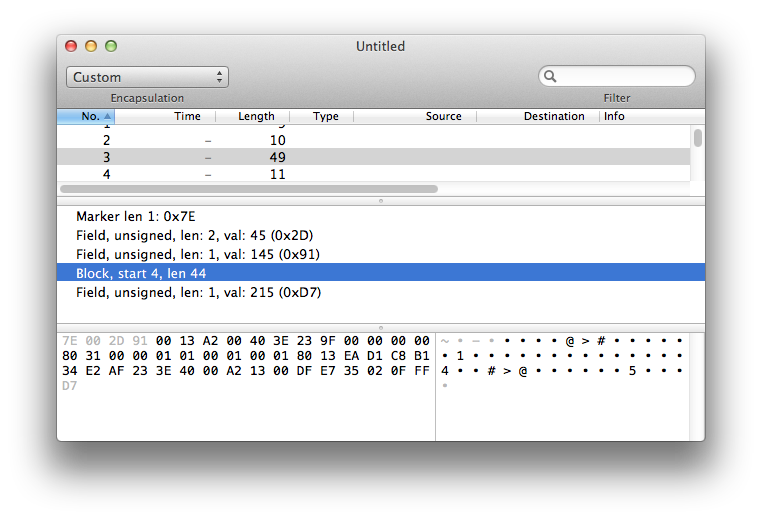 Untitled
Custom
Encapsulation
Filter
No. Time Length Type Source Destination Info
2 – 10
3 – 49
4 – 11
Marker len 1: 0x7E
Field, unsigned, len: 2, val: 45 (0x2D)
Field, unsigned, len: 1, val: 145 (0x91)
Block, start 4, len 44
Field, unsigned, len: 1, val: 215 (0xD7)
7E 00 2D 91 00 13 A2 00 40 3E 23 9F 00 00 00 00 ~ • – • • • • • @ > # • • • • •
80 31 00 00 01 01 00 01 00 01 80 13 EA D1 C8 B1 • 1 • • • • • • • • • • • • • •
34 E2 AF 23 3E 40 00 A2 13 00 DF E7 35 02 0F FF 4 • • # > @ • • • • • • 5 • • •
D7 •